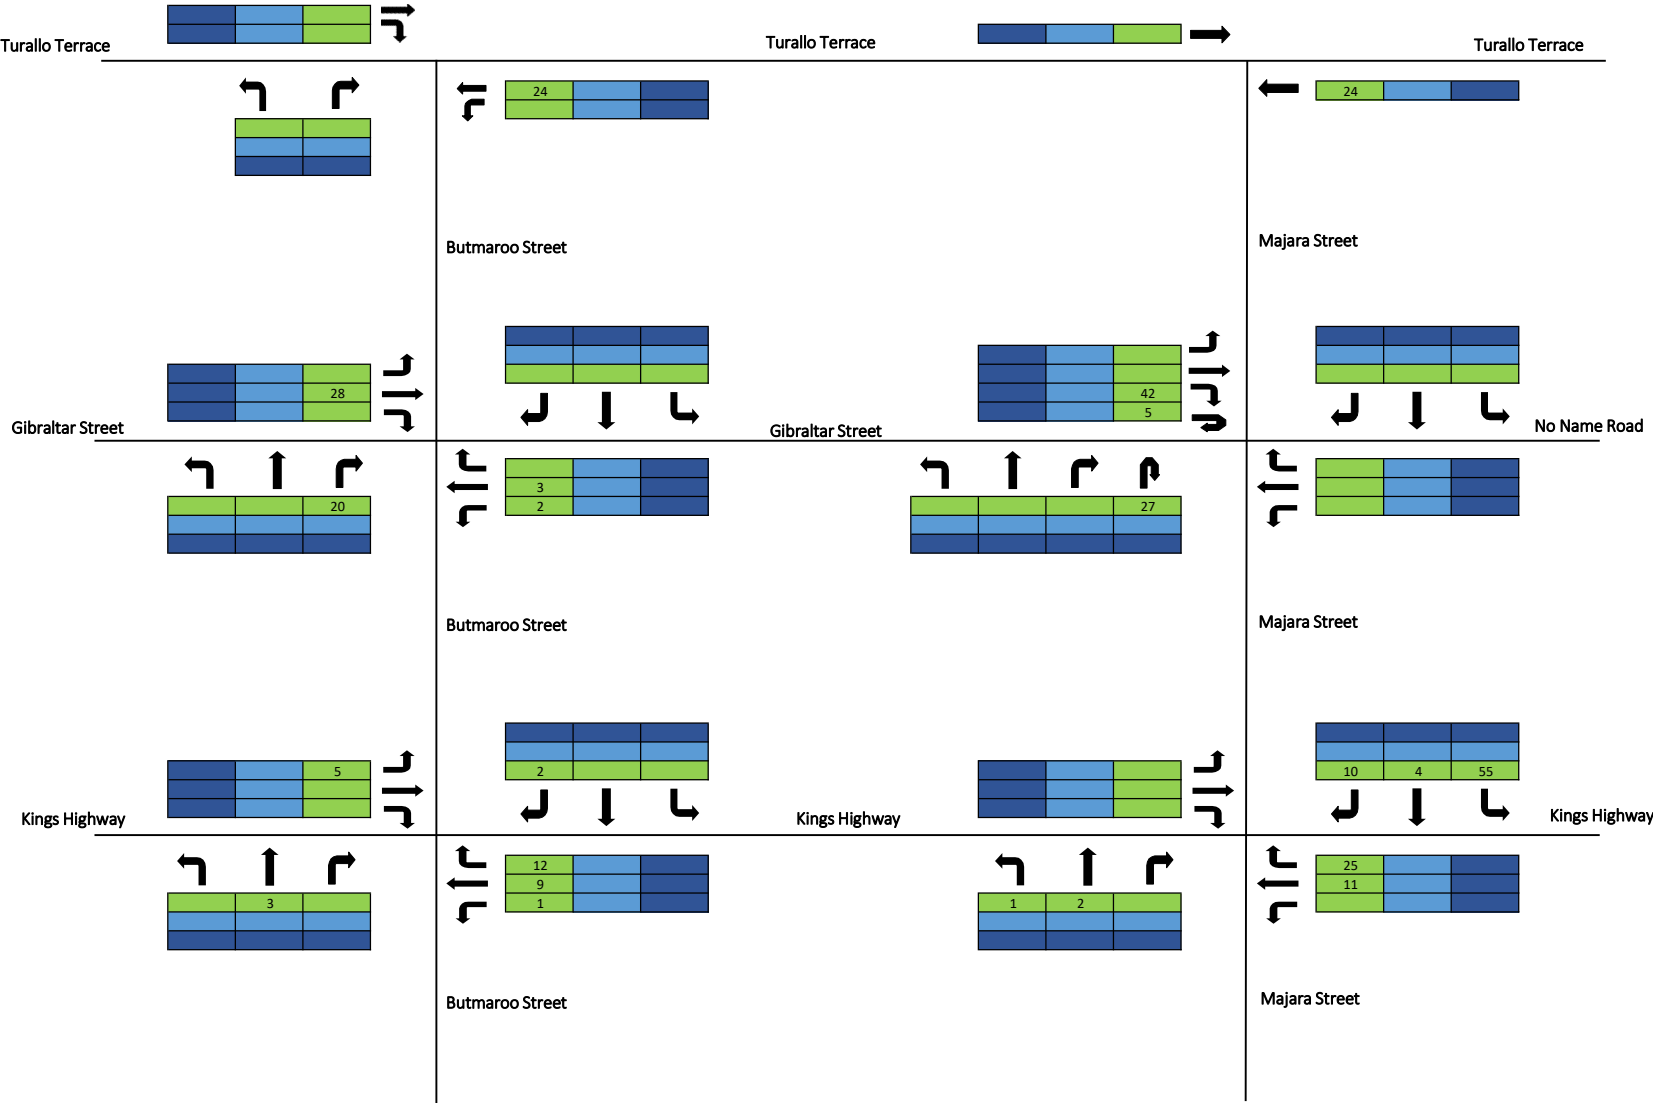 Turallo Terrace
Turallo Terrace
Turallo Terrace
24
24
Butmaroo Street
Majara Street
28
42
5
Gibraltar Street
Gibraltar Street
No Name Road
3
2
20
27
Butmaroo Street
Majara Street
5
2
10 4 55
Kings Highway
Kings Highway
Kings Highway
12
9
1
25
11
3
1 2
Butmaroo Street
Majara Street